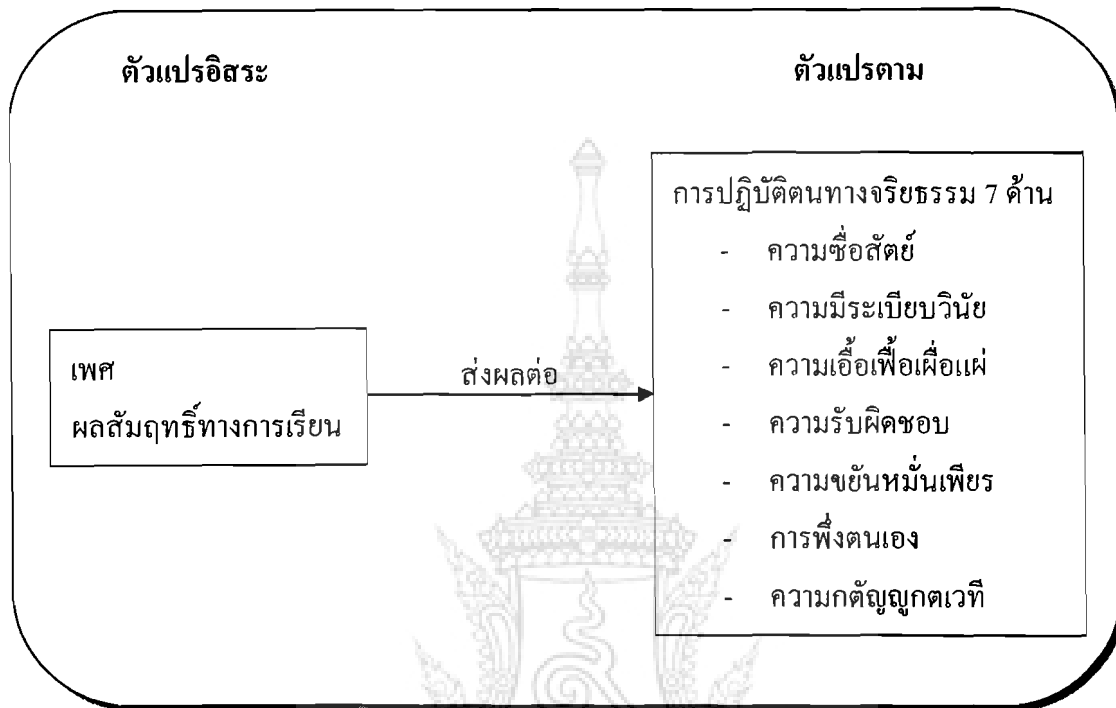 ตัวแปรอิสระ
ตัวแปรตาม
เพศ
ผลสัมฤทธิ์ทางการเรียน
ส่งผลต่อ
การปฏิบัติตนทางจริยธรรม 7 ด้าน
- ความซื่อสัตย์
- ความมีระเบียบวินัย
- ความเอื้อเฟื้อเผื่อแผ่
- ความรับผิดชอบ
- ความขยันหมั่นเพียร
- การพึ่งตนเอง
- ความกตัญญูกตเวที